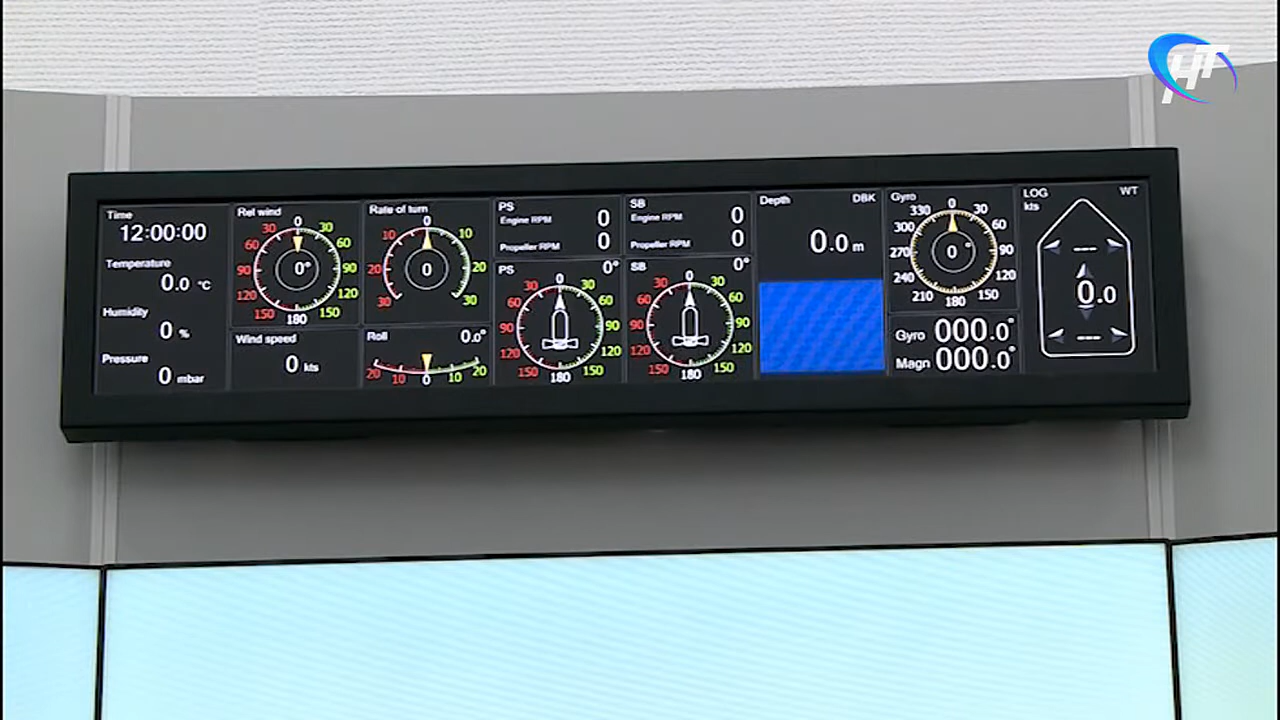 НТ
Time
12:00:00
Temperature
0.0 °C
Humidity
0 %
Pressure
0 mbar
Rel wind
0
30 30
60 60
90 90
120 120
150 150
180
0°
Wind speed
0 kts
Rate of turn
0
10 10
20 20
30 30
0
Roll 0.0°
20 10 0 10 20
PS
Engine RPM 0
Propeller RPM 0
PS 0°
0
30 30
60 60
90 90
120 120
150 150
180
SB
Engine RPM 0
Propeller RPM 0
SB 0°
0
30 30
60 60
90 90
120 120
150 150
180
Depth DBK
0.0 m
Gyro
330 0 30
300 60
270 90
240 120
210 180 150
0°
Gyro 000.0°
Magn 000.0°
LOG WT
kts
---
0.0
---